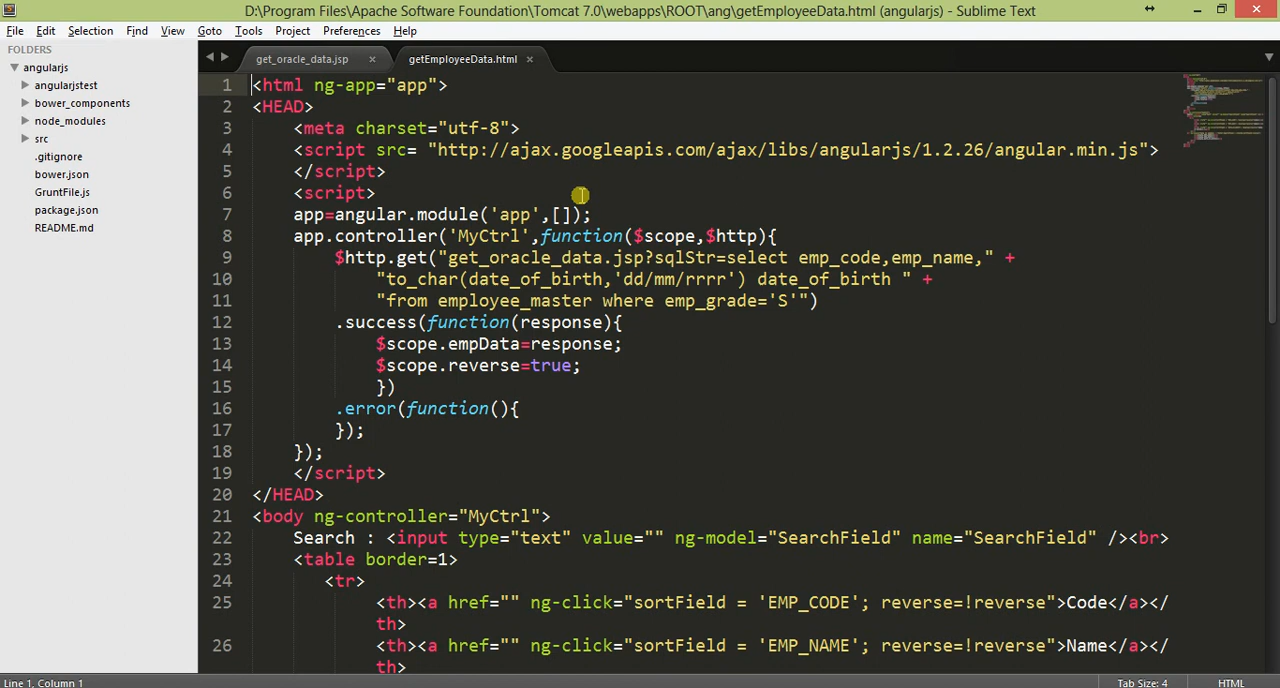 D:\Program Files\Apache Software Foundation\Tomcat 7.0\webapps\ROOT\ang\getEmployeeData.html (angularjs) - Sublime Text
File Edit Selection Find View Goto Tools Project Preferences Help
FOLDERS
angularjs
angularjstest
bower_components
node_modules
src
.gitignore
bower.json
GruntFile.js
package.json
README.md
get_oracle_data.jsp × getEmployeeData.html ×
1 <html ng-app="app">
2 <HEAD>
3 <meta charset="utf-8">
4 <script src= "http://ajax.googleapis.com/ajax/libs/angularjs/1.2.26/angular.min.js">
5 </script>
6 <script>
7 app=angular.module('app',[]);
8 app.controller('MyCtrl',function($scope,$http){
9 $http.get("get_oracle_data.jsp?sqlStr=select emp_code,emp_name," +
10 "to_char(date_of_birth,'dd/mm/rrrr') date_of_birth " +
11 "from employee_master where emp_grade='S'")
12 .success(function(response){
13 $scope.empData=response;
14 $scope.reverse=true;
15 })
16 .error(function(){
17 });
18 });
19 </script>
20 </HEAD>
21 <body ng-controller="MyCtrl">
22 Search : <input type="text" value="" ng-model="SearchField" name="SearchField" /><br>
23 <table border=1>
24 <tr>
25 <th><a href="" ng-click="sortField = 'EMP_CODE'; reverse=!reverse">Code</a></
th>
26 <th><a href="" ng-click="sortField = 'EMP_NAME'; reverse=!reverse">Name</a></
th>
Line 1, Column 1 Tab Size: 4 HTML